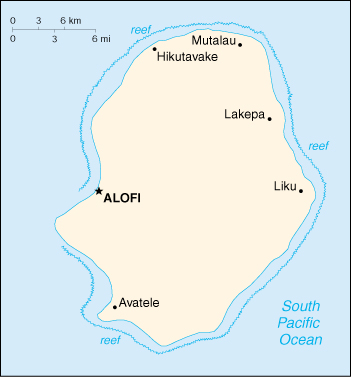 0 3 6 km
0 3 6 mi
reef
Mutalau
Hikutavake
Lakepa
reef
Liku
ALOFI
Avatele
South
Pacific
Ocean
reef